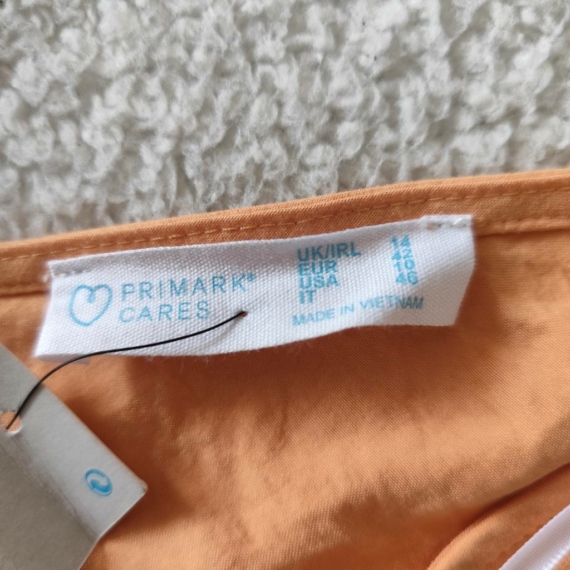 PRIMARK®
CARES
UK/IRL 14
EUR 42
USA 10
IT 46
MADE IN VIETNAM